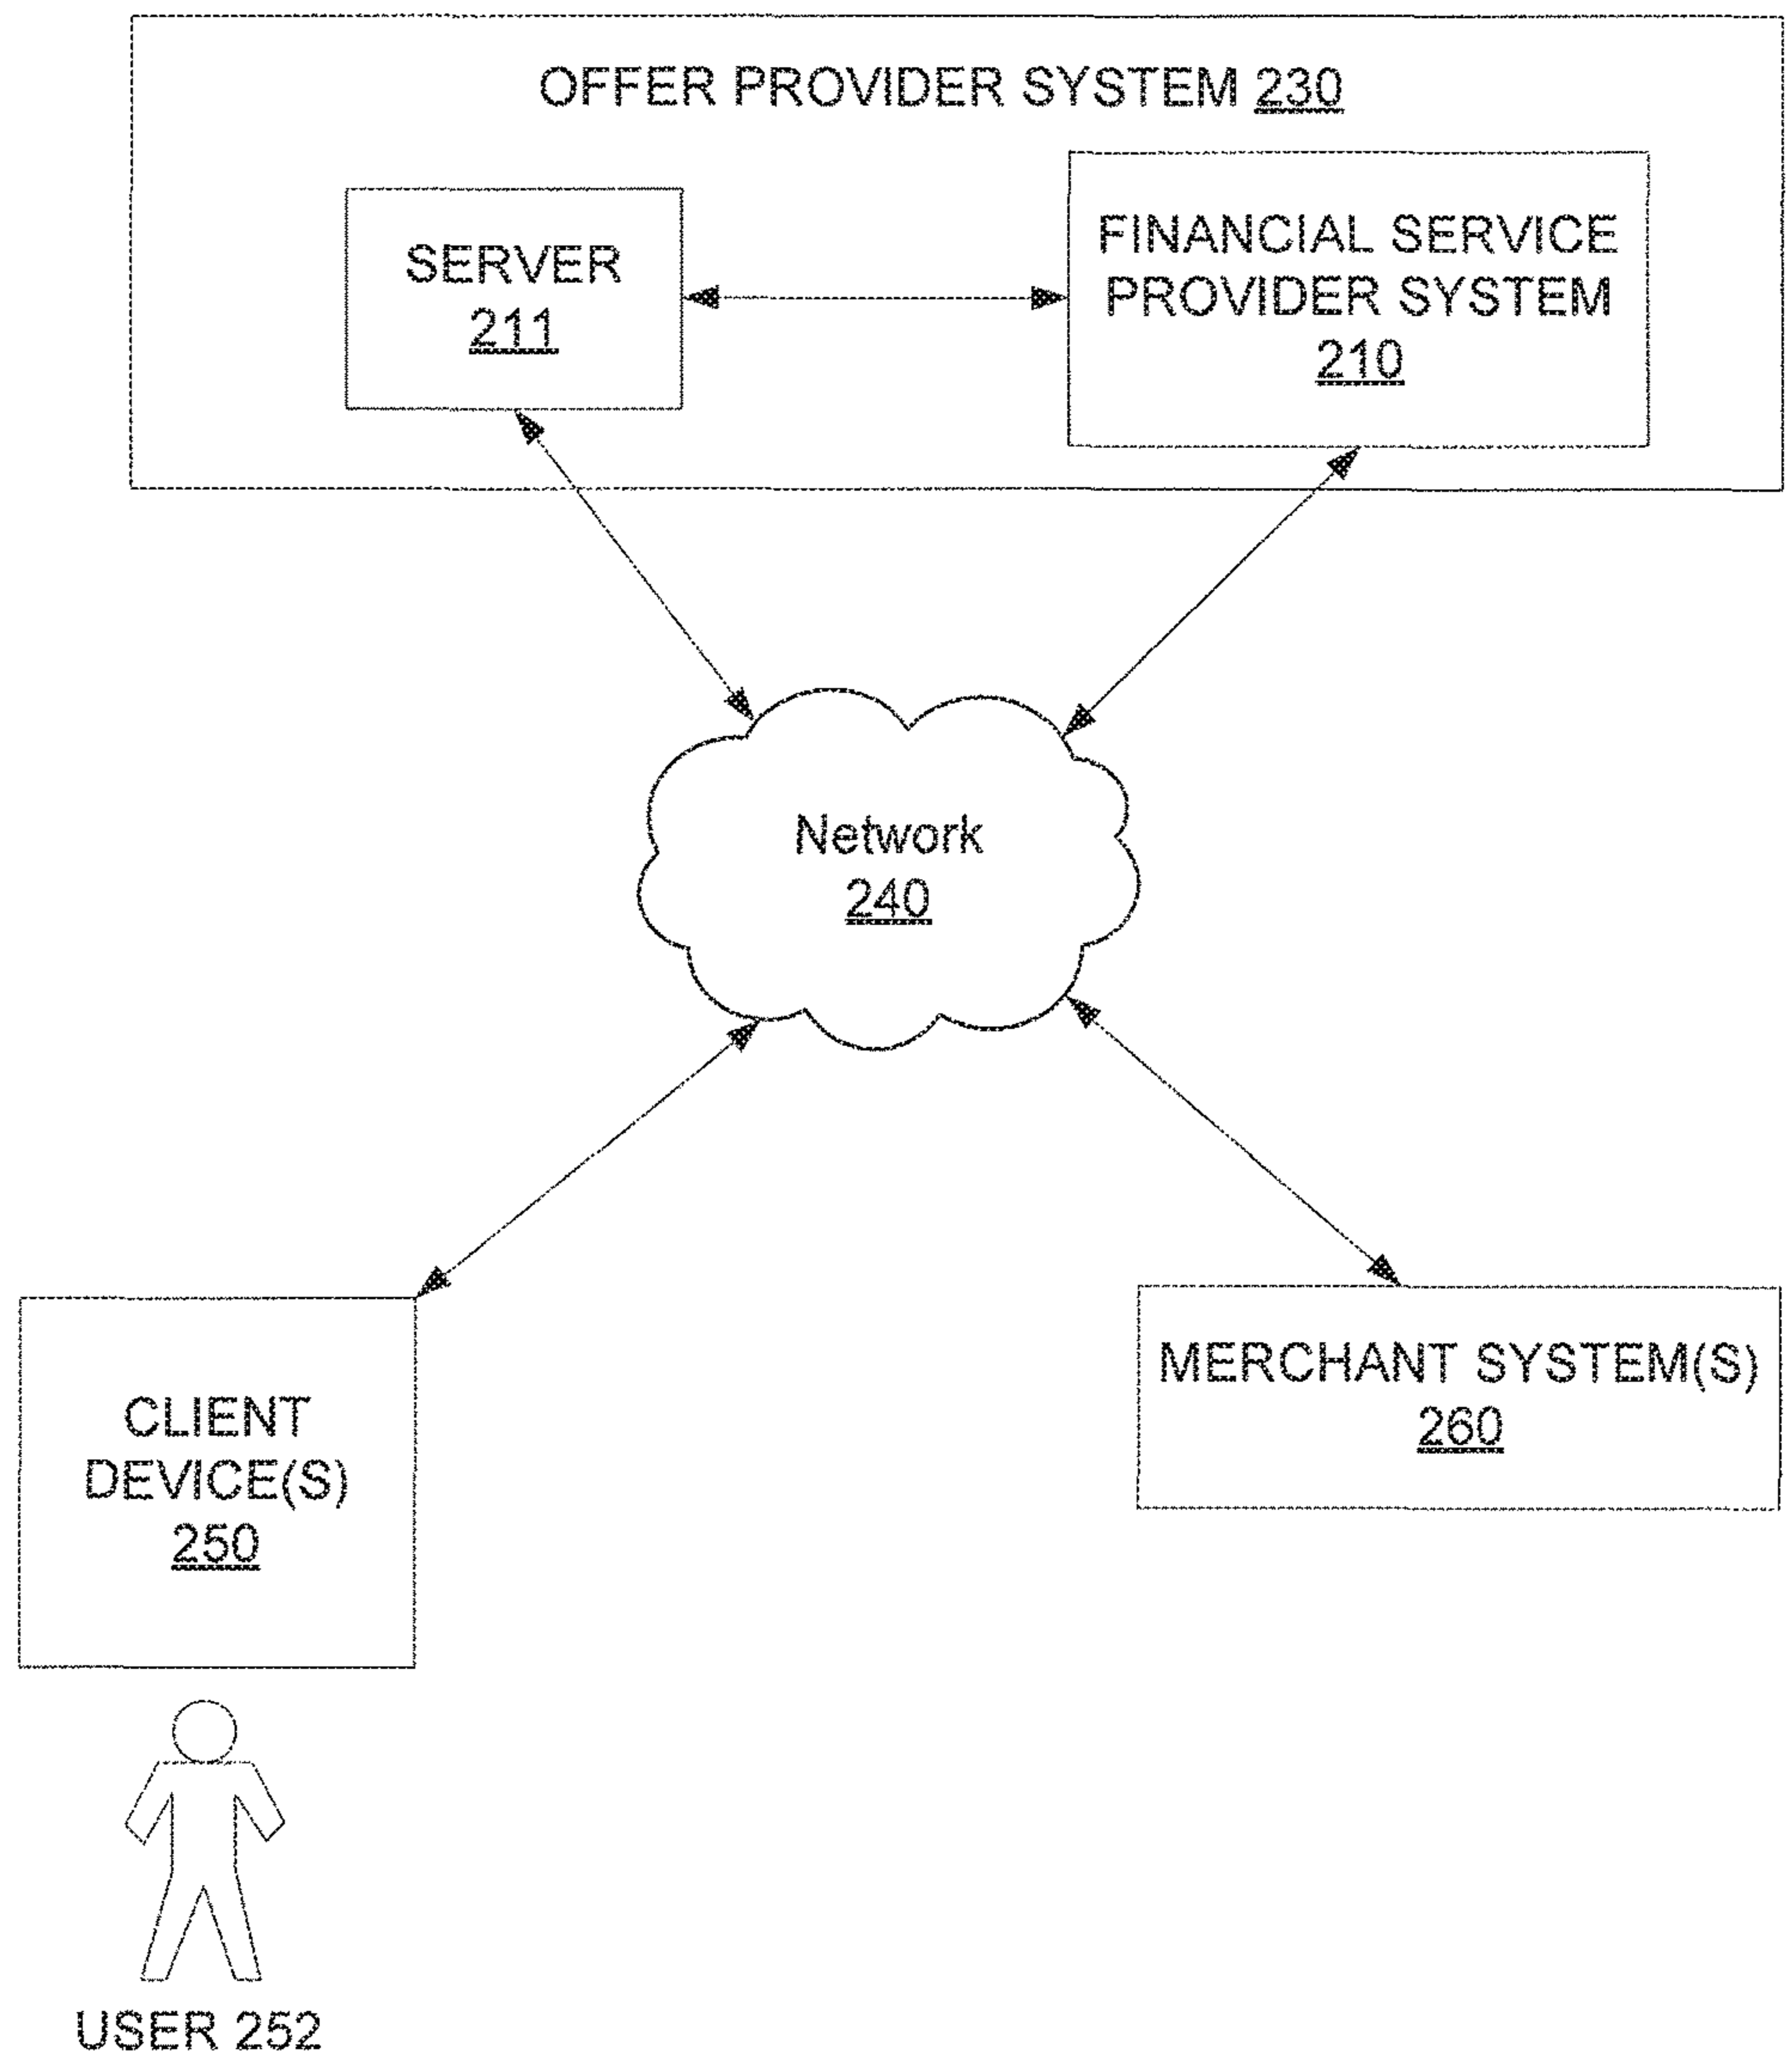 OFFER PROVIDER SYSTEM 230
SERVER
211
FINANCIAL SERVICE
PROVIDER SYSTEM
210
Network
240
CLIENT
DEVICE(S)
250
MERCHANT SYSTEM(S)
260
USER 252